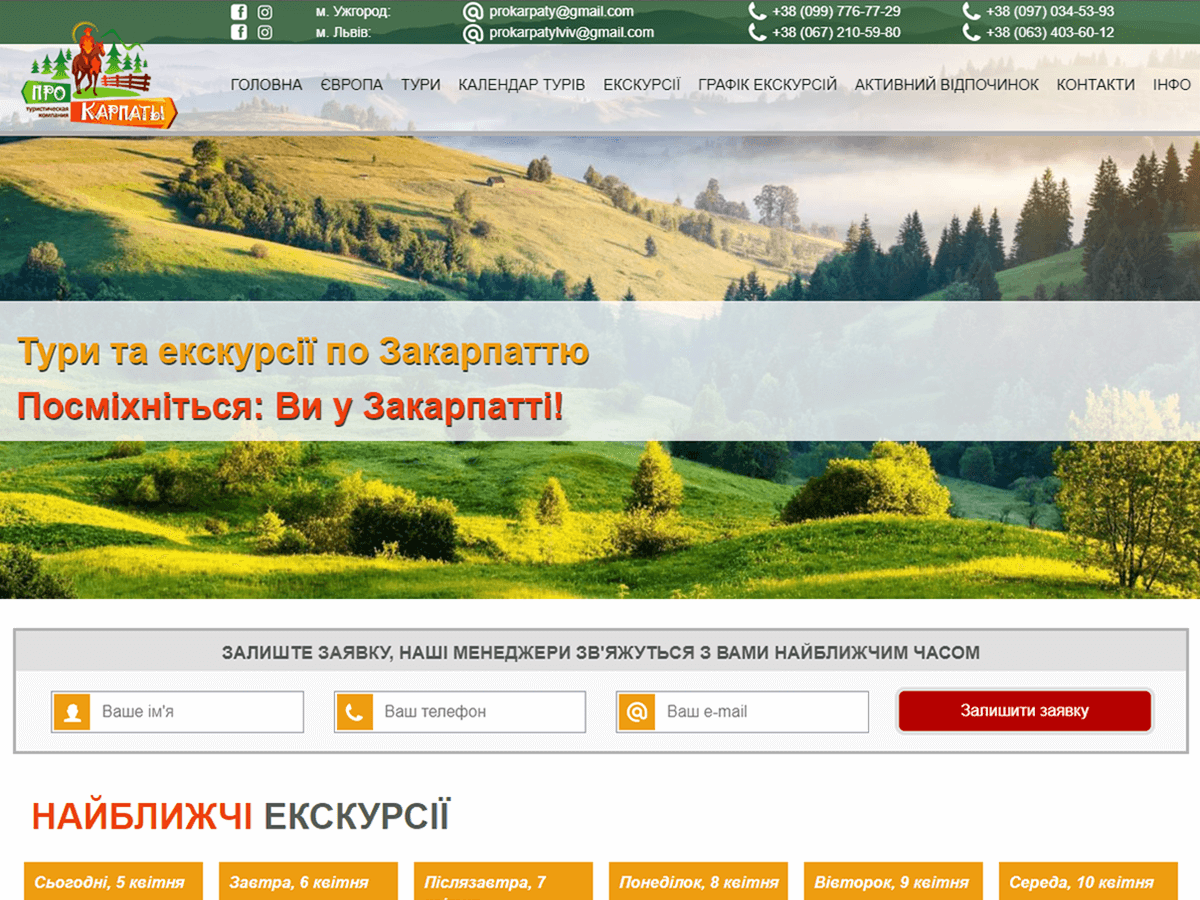 м. Ужгород: prokarpaty@gmail.com +38 (099) 776-77-29 +38 (097) 034-53-93
м. Львів: prokarpatylviv@gmail.com +38 (067) 210-59-80 +38 (063) 403-60-12
ПРО
туристическая
компания
КАРПАТЫ
ГОЛОВНА ЄВРОПА ТУРИ КАЛЕНДАР ТУРІВ ЕКСКУРСІЇ ГРАФІК ЕКСКУРСІЙ АКТИВНИЙ ВІДПОЧИНОК КОНТАКТИ ІНФО
Тури та екскурсії по Закарпаттю
Посміхніться: Ви у Закарпатті!
ЗАЛИШТЕ ЗАЯВКУ, НАШІ МЕНЕДЖЕРИ ЗВ'ЯЖУТЬСЯ З ВАМИ НАЙБЛИЖЧИМ ЧАСОМ
Ваше ім'я Ваш телефон Ваш e-mail Залишити заявку
НАЙБЛИЖЧІ ЕКСКУРСІЇ
Сьогодні, 5 квітня Завтра, 6 квітня Післязавтра, 7 Понеділок, 8 квітня Вівторок, 9 квітня Середа, 10 квітня